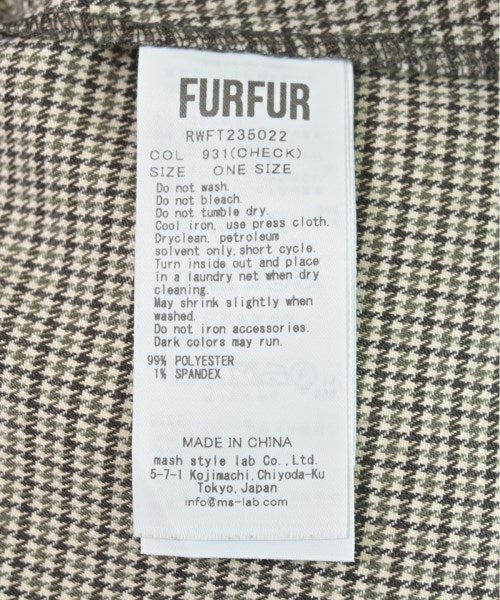 FURFUR
RWFT235022
COL 931(CHECK)
SIZE ONE SIZE
Do not wash.
Do not bleach.
Do not tumble dry.
Cool iron, use press cloth.
Dryclean, petroleum
solvent only,short cycle.
Turn inside out and place
in a laundry net when dry
cleaning.
May shrink slightly when
washed.
Do not iron accessories.
Dark colors may run.
99% POLYESTER
1% SPANDEX
MADE IN CHINA
mash style lab Co.,Ltd.
5-7-1 Kojimachi,Chiyoda-Ku
Tokyo,Japan
info@ms-lab.com